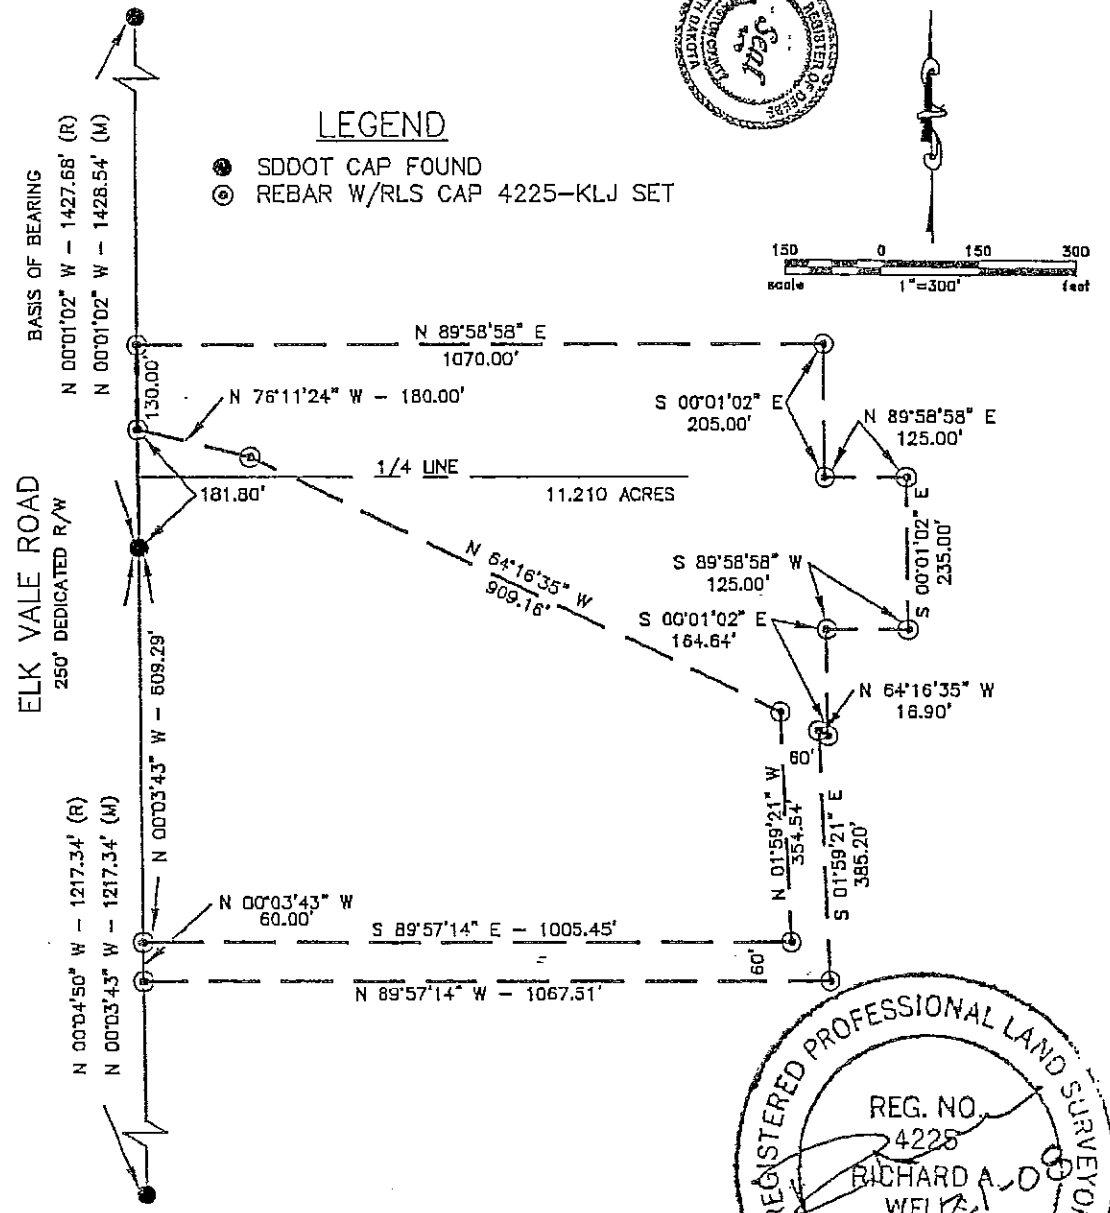 REGISTER OF DEEDS
TH DAKOTA
Seal
LEGEND
SDDOT CAP FOUND
REBAR W/RLS CAP 4225-KLJ SET
BASIS OF BEARING
N 00°01'02" W - 1427.68' (R)
N 00°01'02" W - 1428.54' (M)
150 0 150 300
scale 1"=300' feet
N 89°58'58" E
1070.00'
130.00'
N 76°11'24" W - 180.00'
S 00°01'02" E
205.00'
N 89°58'58" E
125.00'
1/4 LINE
181.80'
11.210 ACRES
ELK VALE ROAD
250' DEDICATED R/W
N 64°16'35" W
909.16'
S 00°01'02" E
235.00'
S 89°58'58" W
125.00'
S 00°01'02" E
164.64'
N 64°16'35" W
16.90'
60'
N 00°03'43" W - 609.29'
N 01°59'21" W
354.54'
S 01°59'21" E
385.20'
N 00°04'50" W - 1217.34' (R)
N 00°03'43" W - 1217.34' (M)
N 00°03'43" W
60.00'
S 89°57'14" E - 1005.45'
60'
N 89°57'14" W - 1067.51'
REGISTERED PROFESSIONAL LAND SURVEYOR
REG. NO.
4225
RICHARD A.
WELLS